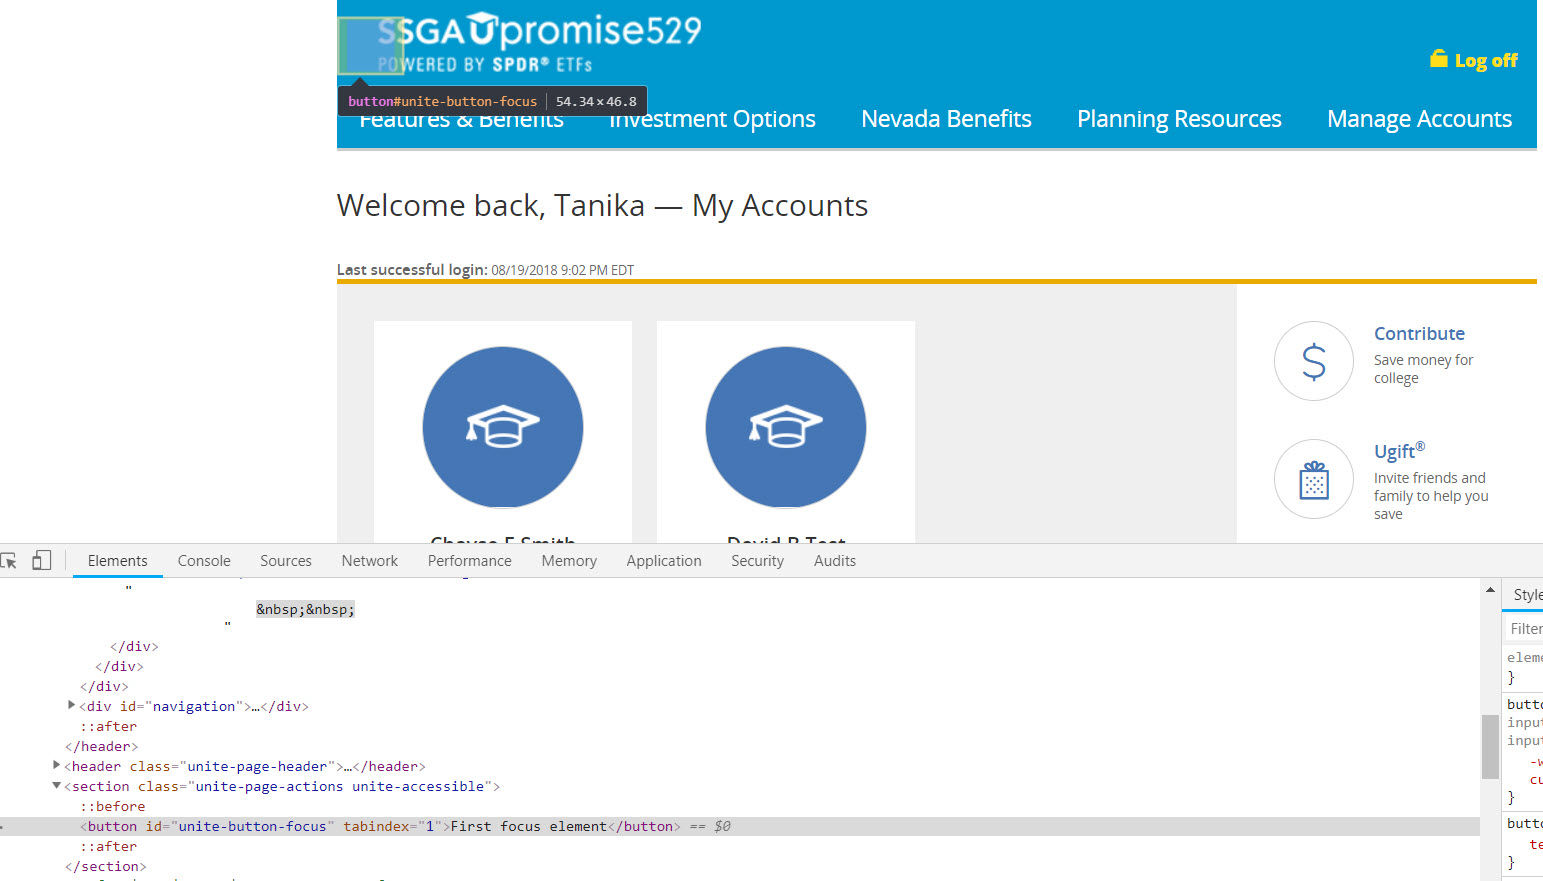 SSGA Upromise529
POWERED BY SPDR® ETFs
Log off
button#unite-button-focus 54.34×46.8
Features & Benefits Investment Options Nevada Benefits Planning Resources Manage Accounts
Welcome back, Tanika — My Accounts
Last successful login: 08/19/2018 9:02 PM EDT
Contribute
Save money for
college
Ugift®
Invite friends and
family to help you
save
Elements Console Sources Network Performance Memory Application Security Audits
"
&nbsp;&nbsp;
"
</div>
</div>
</div>
<div id="navigation">…</div>
::after
</header>
<header class="unite-page-header">…</header>
<section class="unite-page-actions unite-accessible">
::before
<button id="unite-button-focus" tabindex="1">First focus element</button> == $0
::after
</section>
Style
Filter
eleme
}
butto
input
input
cu
}
butto
te
}